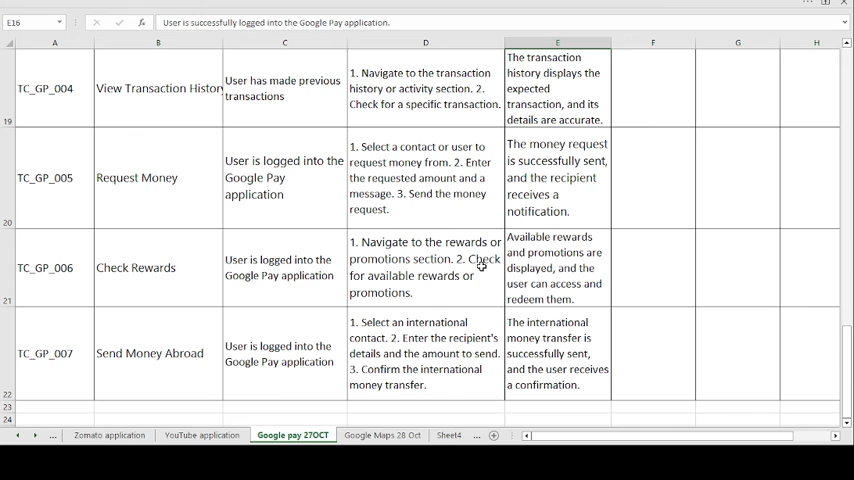 E16
fx
User is successfully logged into the Google Pay application.
A B C D E F G H
19
TC_GP_004
View Transaction History
User has made previous
transactions
1. Navigate to the transaction
history or activity section. 2.
Check for a specific transaction.
The transaction
history displays the
expected
transaction, and its
details are accurate.
20
TC_GP_005
Request Money
User is logged into the
Google Pay
application
1. Select a contact or user to
request money from. 2. Enter
the requested amount and a
message. 3. Send the money
request.
The money request
is successfully sent,
and the recipient
receives a
notification.
21
TC_GP_006
Check Rewards
User is logged into the
Google Pay application
1. Navigate to the rewards or
promotions section. 2. Check
for available rewards or
promotions.
Available rewards
and promotions are
displayed, and the
user can access and
redeem them.
22
TC_GP_007
Send Money Abroad
User is logged into the
Google Pay application
1. Select an international
contact. 2. Enter the recipient's
details and the amount to send.
3. Confirm the international
money transfer.
The international
money transfer is
successfully sent,
and the user receives
a confirmation.
23
24
... Zomato application YouTube application Google pay 27OCT Google Maps 28 Oct Sheet4 ...